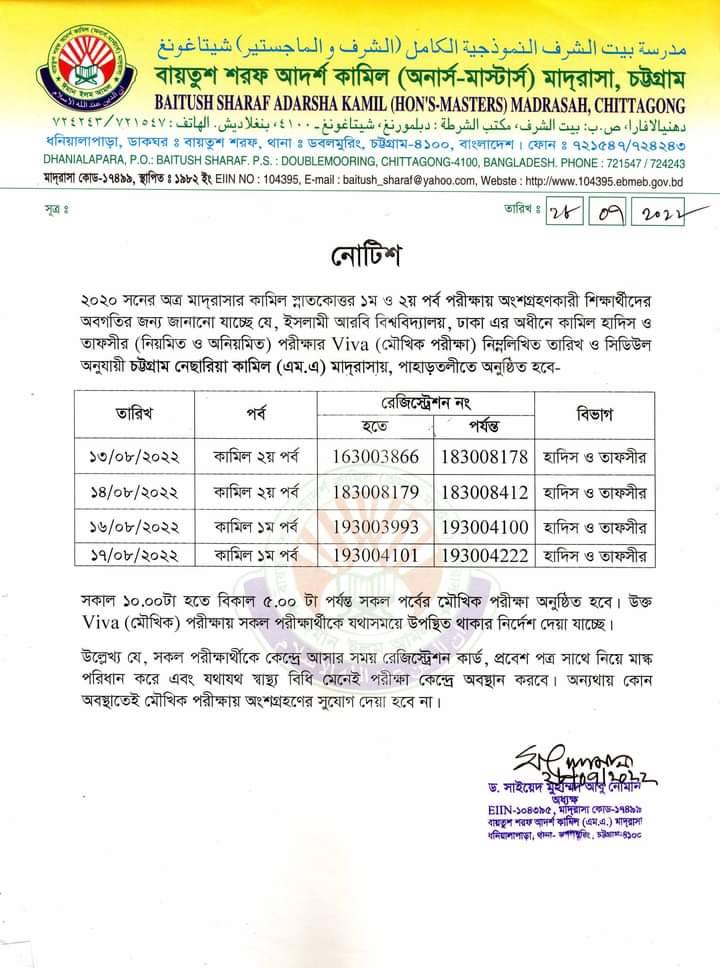 مدرسة بيت الشرف النموذجية الكامل (الشرف و الماجستير) شيتاغونغ
বায়তুশ শরফ আদর্শ কামিল (অনার্স-মাস্টার্স) মাদ্‌রাসা, চট্টগ্রাম
BAITUSH SHARAF ADARSHA KAMIL (HON'S-MASTERS) MADRASAH, CHITTAGONG
دهنيالافارا، ص.ب: بيت الشرف، مكتب الشرطة: دبلمورنغ، شيتاغونغ ـ ٤١٠٠، بنغلاديش. الهاتف: ٧٢١٥٤٧/٧٢٤٢٤٣
ধনিয়ালাপাড়া, ডাকঘর ঃ বায়তুশ শরফ, থানা ঃ ডবলমুরিং, চট্টগ্রাম-৪১০০, বাংলাদেশ। ফোন ঃ ৭২১৫৪৭/৭২৪২৪৩
DHANIALAPARA, P.O.: BAITUSH SHARAF. P.S. : DOUBLEMOORING, CHITTAGONG-4100, BANGLADESH. PHONE : 721547 / 724243
মাদ্‌রাসা কোড-১৭৪৯৯, স্থাপিত ঃ ১৯৮২ ইং EIIN NO : 104395, E-mail : baitush_sharaf@yahoo.com, Webste : http://www.104395.ebmeb.gov.bd
সূত্র ঃ
তারিখ ঃ ২৮ ০৭ ২০২২
নোটিশ
২০২০ সনের অত্র মাদ্‌রাসার কামিল স্নাতকোত্তর ১ম ও ২য় পর্ব পরীক্ষায় অংশগ্রহণকারী শিক্ষার্থীদের
অবগতির জন্য জানানো যাচ্ছে যে, ইসলামী আরবি বিশ্ববিদ্যালয়, ঢাকা এর অধীনে কামিল হাদিস ও
তাফসীর (নিয়মিত ও অনিয়মিত) পরীক্ষার Viva (মৌখিক পরীক্ষা) নিম্নলিখিত তারিখ ও সিডিউল
অনুযায়ী চট্টগ্রাম নেছারিয়া কামিল (এম.এ) মাদ্‌রাসায়, পাহাড়তলীতে অনুষ্ঠিত হবে-
তারিখ পর্ব রেজিস্ট্রেশন নং বিভাগ
হতে পর্যন্ত
১৩/০৮/২০২২ কামিল ২য় পর্ব 163003866 183008178 হাদিস ও তাফসীর
১৪/০৮/২০২২ কামিল ২য় পর্ব 183008179 183008412 হাদিস ও তাফসীর
১৬/০৮/২০২২ কামিল ১ম পর্ব 193003993 193004100 হাদিস ও তাফসীর
১৭/০৮/২০২২ কামিল ১ম পর্ব 193004101 193004222 হাদিস ও তাফসীর
সকাল ১০.০০টা হতে বিকাল ৫.০০ টা পর্যন্ত সকল পর্বের মৌখিক পরীক্ষা অনুষ্ঠিত হবে। উক্ত
Viva (মৌখিক) পরীক্ষায় সকল পরীক্ষার্থীকে যথাসময়ে উপস্থিত থাকার নির্দেশ দেয়া যাচ্ছে।
উল্লেখ্য যে, সকল পরীক্ষার্থীকে কেন্দ্রে আসার সময় রেজিস্ট্রেশন কার্ড, প্রবেশ পত্র সাথে নিয়ে মাস্ক
পরিধান করে এবং যথাযথ স্বাস্থ্য বিধি মেনেই পরীক্ষা কেন্দ্রে অবস্থান করবে। অন্যথায় কোন
অবস্থাতেই মৌখিক পরীক্ষায় অংশগ্রহণের সুযোগ দেয়া হবে না।
২৮/০৭/২০২২
ড. সাইয়েদ মুহাম্মদ আবু নোমান
অধ্যক্ষ
EIIN-১০৪৩৯৫, মাদ্‌রাসা কোড-১৭৪৯৯
বায়তুশ শরফ আদর্শ কামিল (এম.এ.) মাদ্‌রাসা
ধনিয়ালাপাড়া, থানা- ডবলমুরিং, চট্টগ্রাম-৪১০০